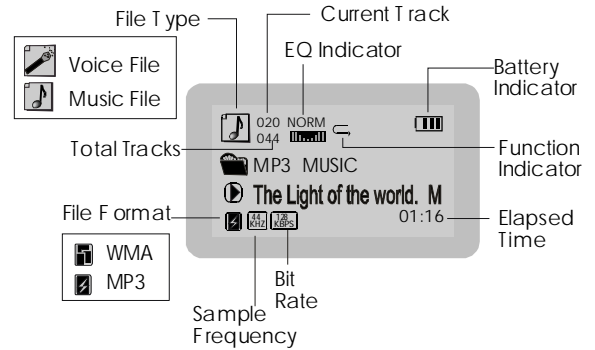 File Type
Current Track
EQ Indicator
Battery
Indicator
Voice File
Music File
020
NORM
044
Total Tracks
Function
Indicator
MP3 MUSIC
The Light of the world. M
File Format
44
KHZ
128
KBPS
01:16
Elapsed
Time
WMA
MP3
Bit
Rate
Sample
Frequency